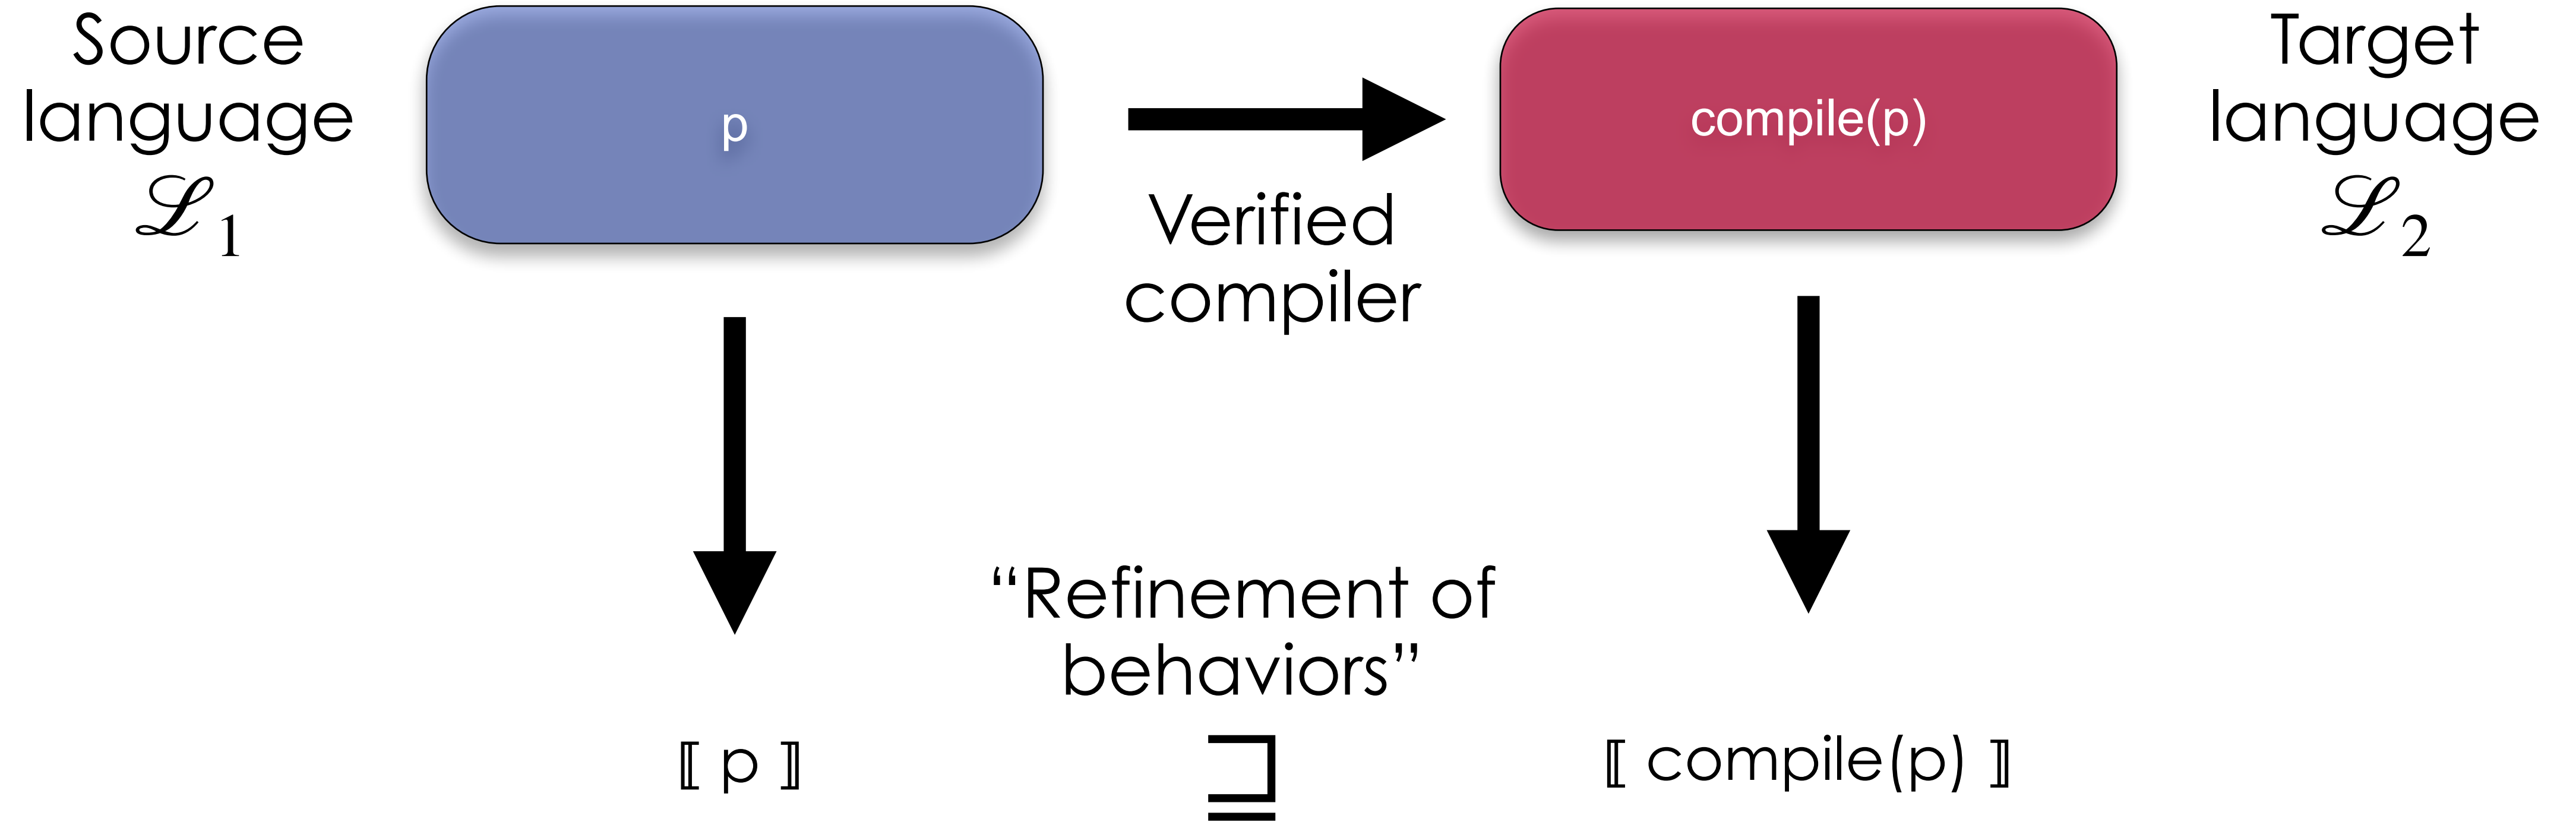 Source
language
ℒ1
p
Verified
compiler
compile(p)
Target
language
ℒ2
“Refinement of
behaviors”
⟦ p ⟧
⊒
⟦ compile(p) ⟧